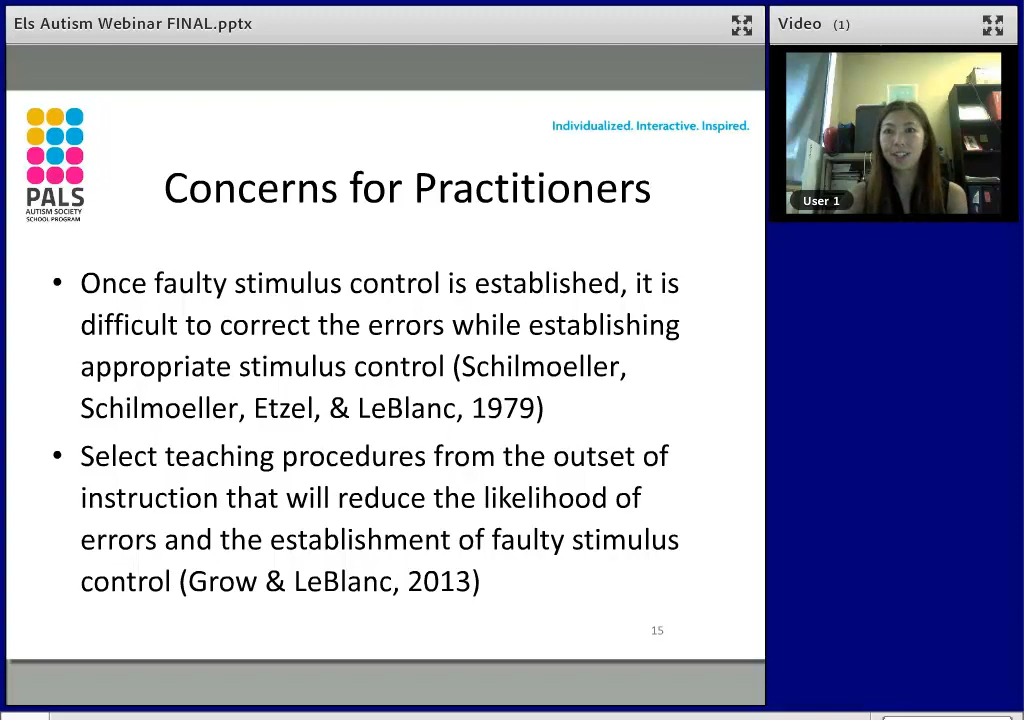 Els Autism Webinar FINAL.pptx
Video (1)
Individualized. Interactive. Inspired.
PALS
AUTISM SOCIETY
SCHOOL PROGRAM
Concerns for Practitioners
User 1
• Once faulty stimulus control is established, it is
difficult to correct the errors while establishing
appropriate stimulus control (Schilmoeller,
Schilmoeller, Etzel, & LeBlanc, 1979)
• Select teaching procedures from the outset of
instruction that will reduce the likelihood of
errors and the establishment of faulty stimulus
control (Grow & LeBlanc, 2013)
15